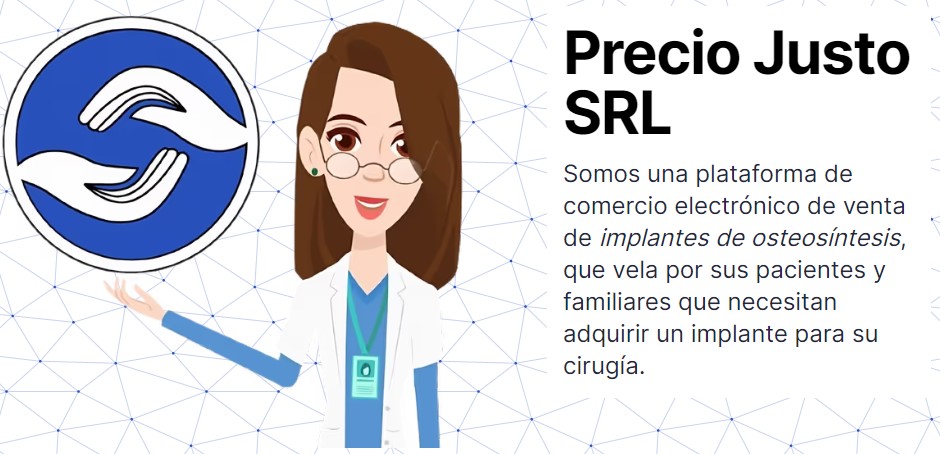 Precio Justo
SRL
Somos una plataforma de
comercio electrónico de venta
de implantes de osteosíntesis,
que vela por sus pacientes y
familiares que necesitan
adquirir un implante para su
cirugía.